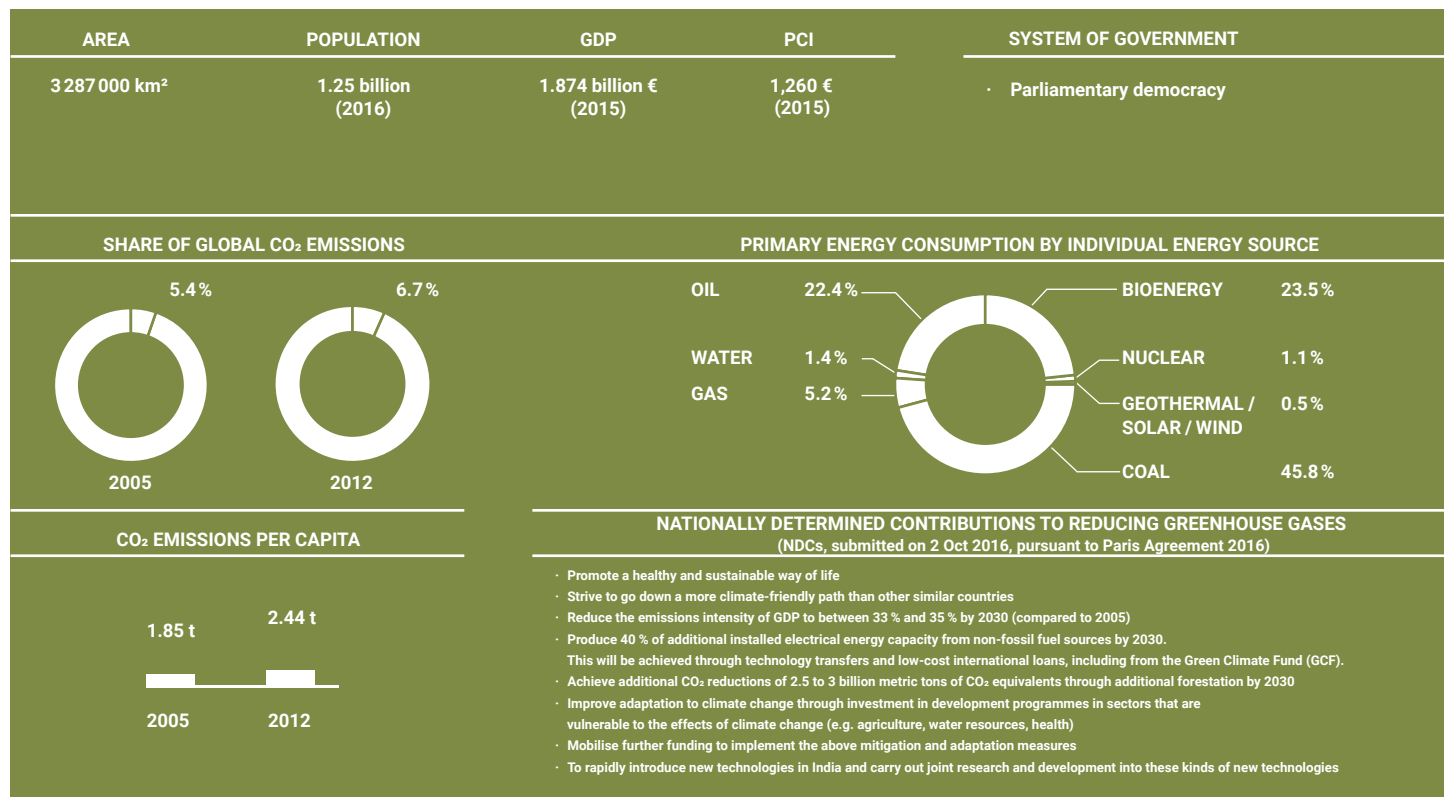 AREA
POPULATION
GDP
PCI
SYSTEM OF GOVERNMENT
3 287 000 km²
1.25 billion
(2016)
1.874 billion €
(2015)
1,260 €
(2015)
· Parliamentary democracy
SHARE OF GLOBAL CO₂ EMISSIONS
5.4 %
6.7 %
2005
2012
PRIMARY ENERGY CONSUMPTION BY INDIVIDUAL ENERGY SOURCE
OIL 22.4 %
WATER 1.4 %
GAS 5.2 %
BIOENERGY 23.5 %
NUCLEAR 1.1 %
GEOTHERMAL / 0.5 %
SOLAR / WIND
COAL 45.8 %
CO₂ EMISSIONS PER CAPITA
1.85 t
2.44 t
2005
2012
NATIONALLY DETERMINED CONTRIBUTIONS TO REDUCING GREENHOUSE GASES
(NDCs, submitted on 2 Oct 2016, pursuant to Paris Agreement 2016)
· Promote a healthy and sustainable way of life
· Strive to go down a more climate-friendly path than other similar countries
· Reduce the emissions intensity of GDP to between 33 % and 35 % by 2030 (compared to 2005)
· Produce 40 % of additional installed electrical energy capacity from non-fossil fuel sources by 2030.
This will be achieved through technology transfers and low-cost international loans, including from the Green Climate Fund (GCF).
· Achieve additional CO₂ reductions of 2.5 to 3 billion metric tons of CO₂ equivalents through additional forestation by 2030
· Improve adaptation to climate change through investment in development programmes in sectors that are
vulnerable to the effects of climate change (e.g. agriculture, water resources, health)
· Mobilise further funding to implement the above mitigation and adaptation measures
· To rapidly introduce new technologies in India and carry out joint research and development into these kinds of new technologies